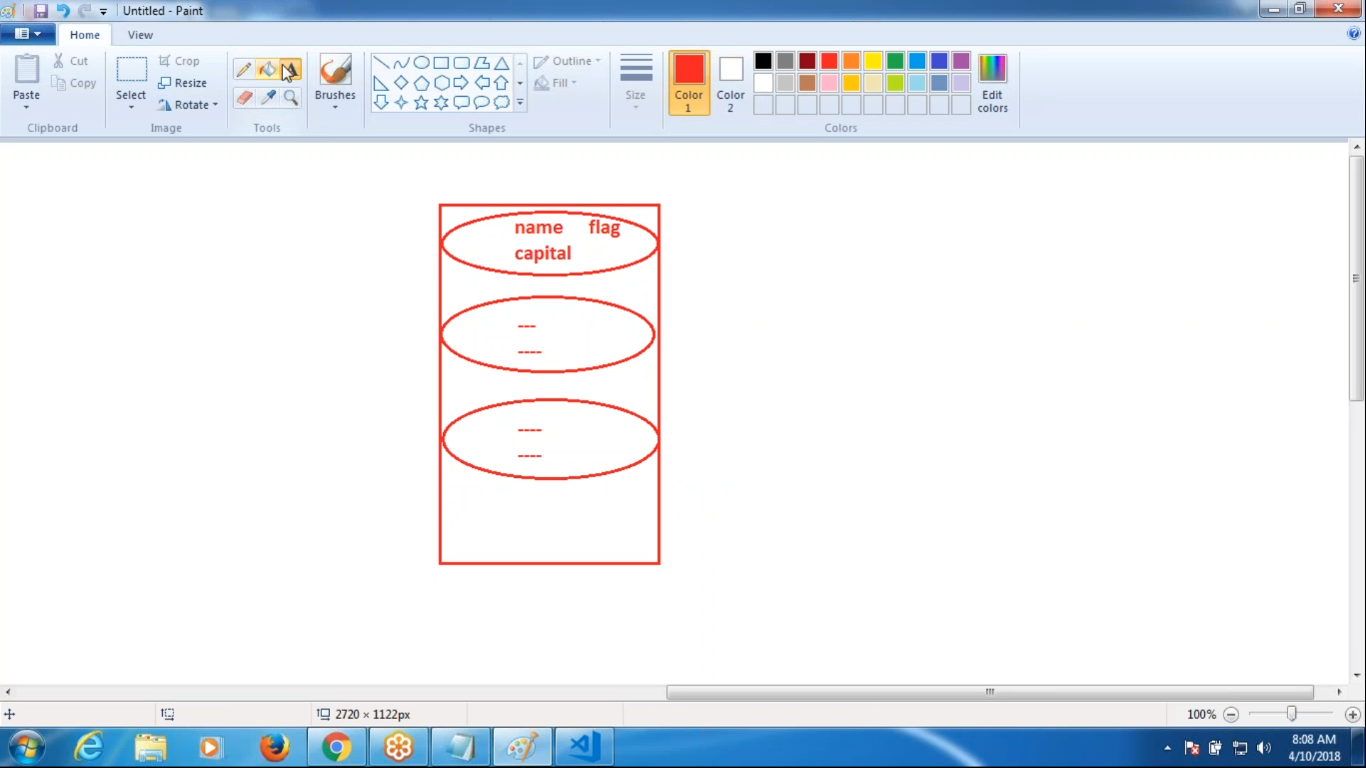 Untitled - Paint
Home View
Paste
Cut
Copy
Clipboard
Select
Crop
Resize
Rotate
Image
Tools
Brushes
Shapes
Outline
Fill
Size
Color 1
Color 2
Edit colors
Colors
name flag
capital
---
----
----
----
2720 × 1122px
100%
8:08 AM
4/10/2018